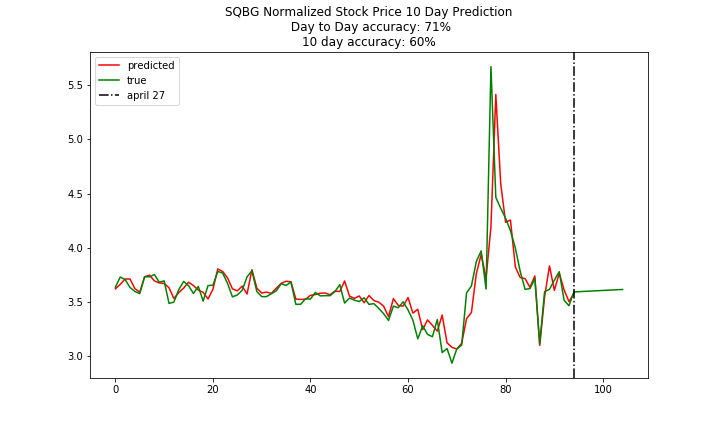 SQBG Normalized Stock Price 10 Day Prediction
Day to Day accuracy: 71%
10 day accuracy: 60%
predicted
true
april 27
5.5
5.0
4.5
4.0
3.5
3.0
0 20 40 60 80 100